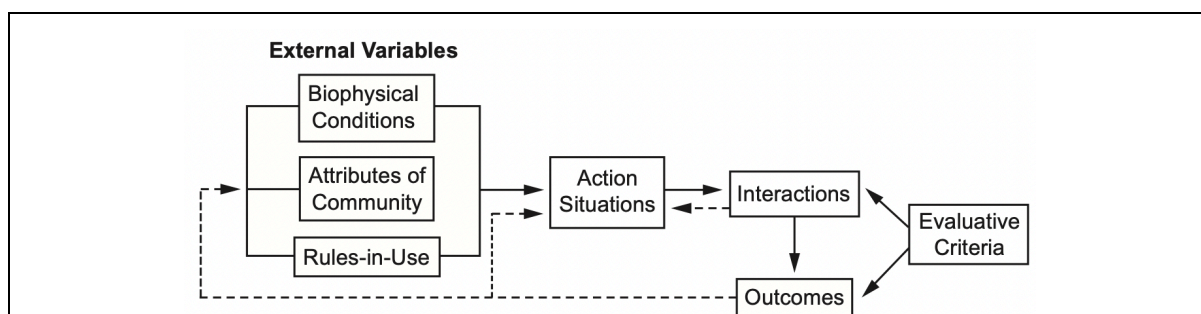 External Variables
Biophysical
Conditions
Attributes of
Community
Rules-in-Use
Action
Situations
Interactions
Outcomes
Evaluative
Criteria